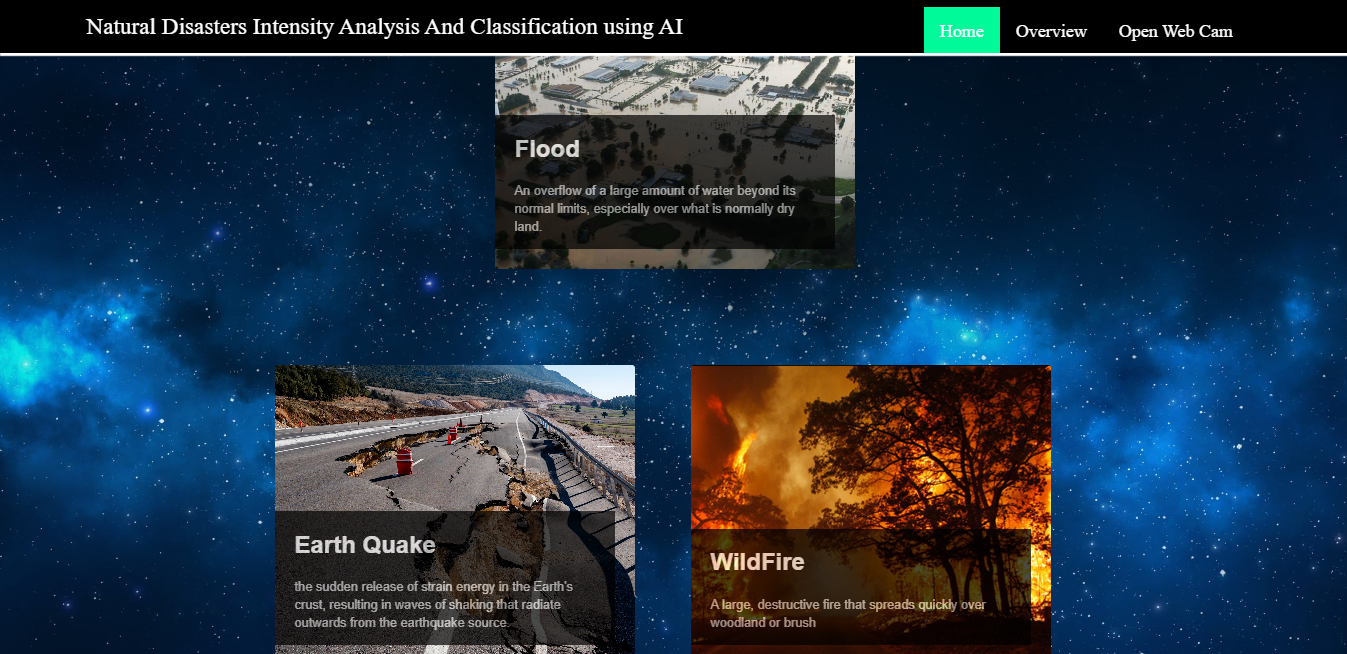 Natural Disasters Intensity Analysis And Classification using AI
Home Overview Open Web Cam
Flood
An overflow of a large amount of water beyond its
normal limits, especially over what is normally dry
land.
Earth Quake
the sudden release of strain energy in the Earth's
crust, resulting in waves of shaking that radiate
outwards from the earthquake source.
WildFire
A large, destructive fire that spreads quickly over
woodland or brush